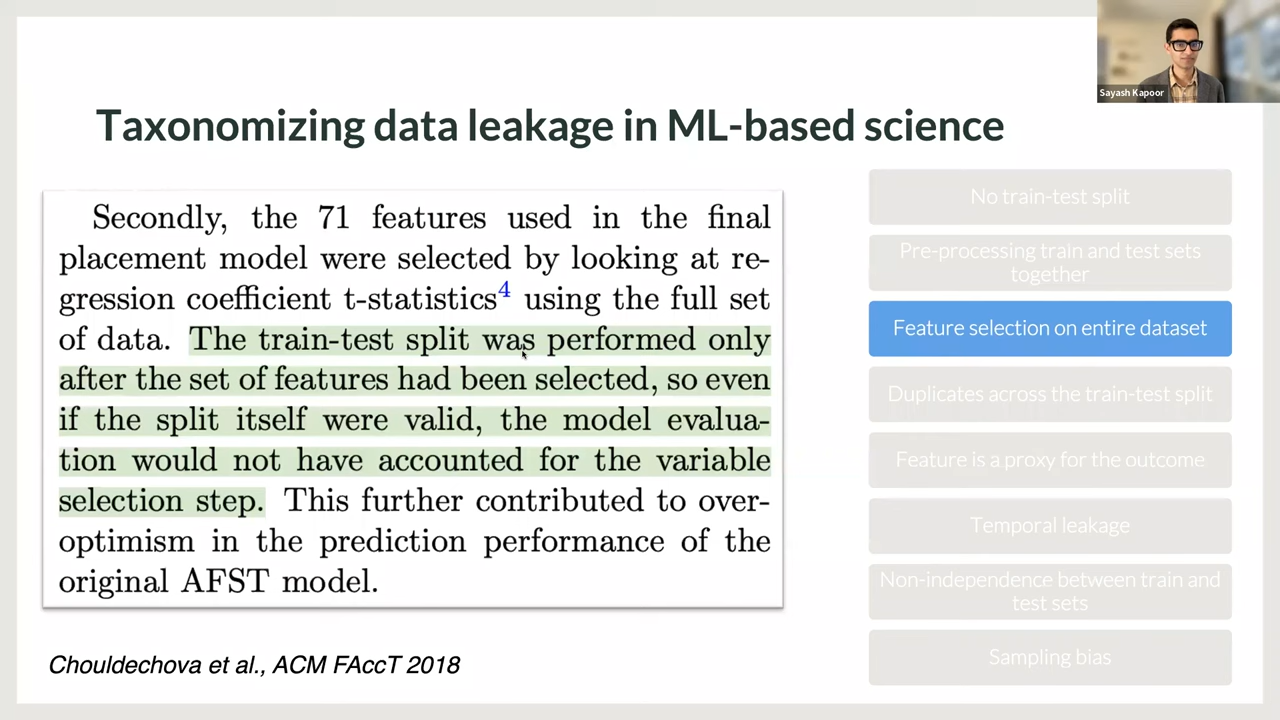 Sayash Kapoor
Taxonomizing data leakage in ML-based science
Secondly, the 71 features used in the final
placement model were selected by looking at re-
gression coefficient t-statistics4 using the full set
of data. The train-test split was performed only
after the set of features had been selected, so even
if the split itself were valid, the model evalua-
tion would not have accounted for the variable
selection step. This further contributed to over-
optimism in the prediction performance of the
original AFST model.
Chouldechova et al., ACM FAccT 2018
No train-test split
Pre-processing train and test sets
together
Feature selection on entire dataset
Duplicates across the train-test split
Feature is a proxy for the outcome
Temporal leakage
Non-independence between train and
test sets
Sampling bias